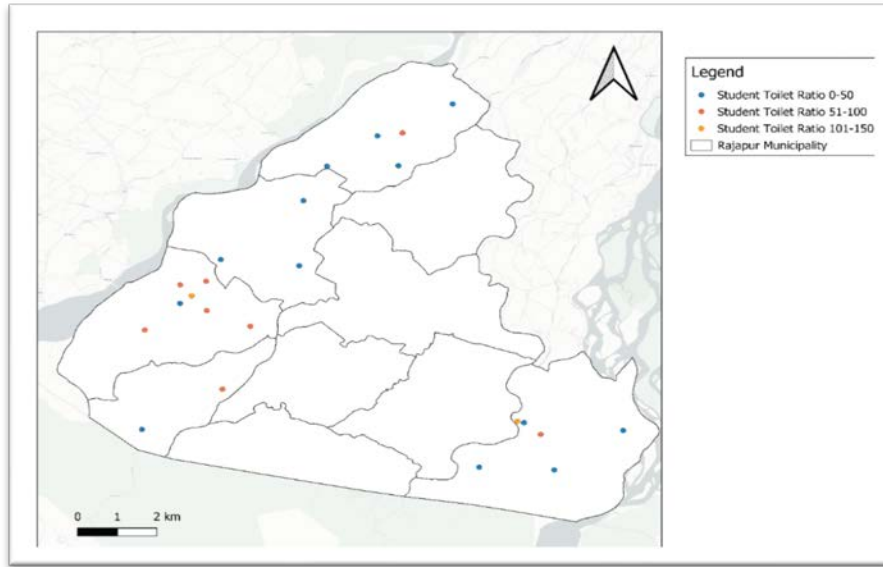 Legend
Student Toilet Ratio 0-50
Student Toilet Ratio 51-100
Student Toilet Ratio 101-150
Rajapur Municipality
0 1 2 km